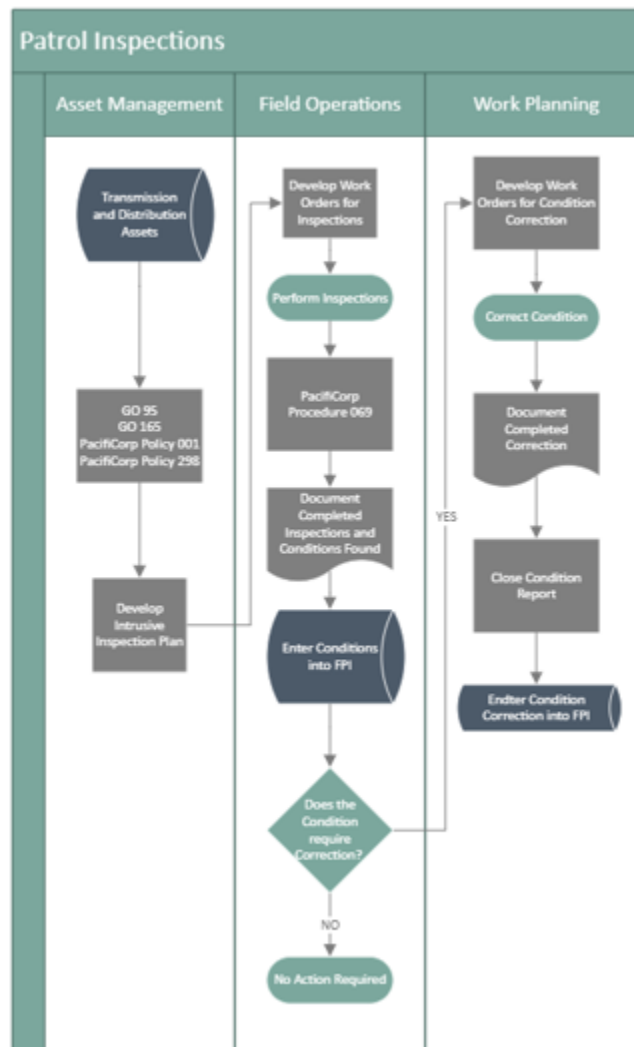 Patrol Inspections
Asset Management
Field Operations
Work Planning
Transmission
and Distribution
Assets
GO 95
GO 165
PacifiCorp Policy 001
PacifiCorp Policy 298
Develop
Intrusive
Inspection Plan
Develop Work
Orders for
Inspections
Perform Inspections
PacifiCorp
Procedure 069
Document
Completed
Inspections and
Conditions Found
Enter Conditions
into FPI
Does the
Condition
require
Correction?
NO
No Action Required
YES
Develop Work
Orders for Condition
Correction
Correct Condition
Document
Completed
Correction
Close Condition
Report
Endter Condition
Correction into FPI